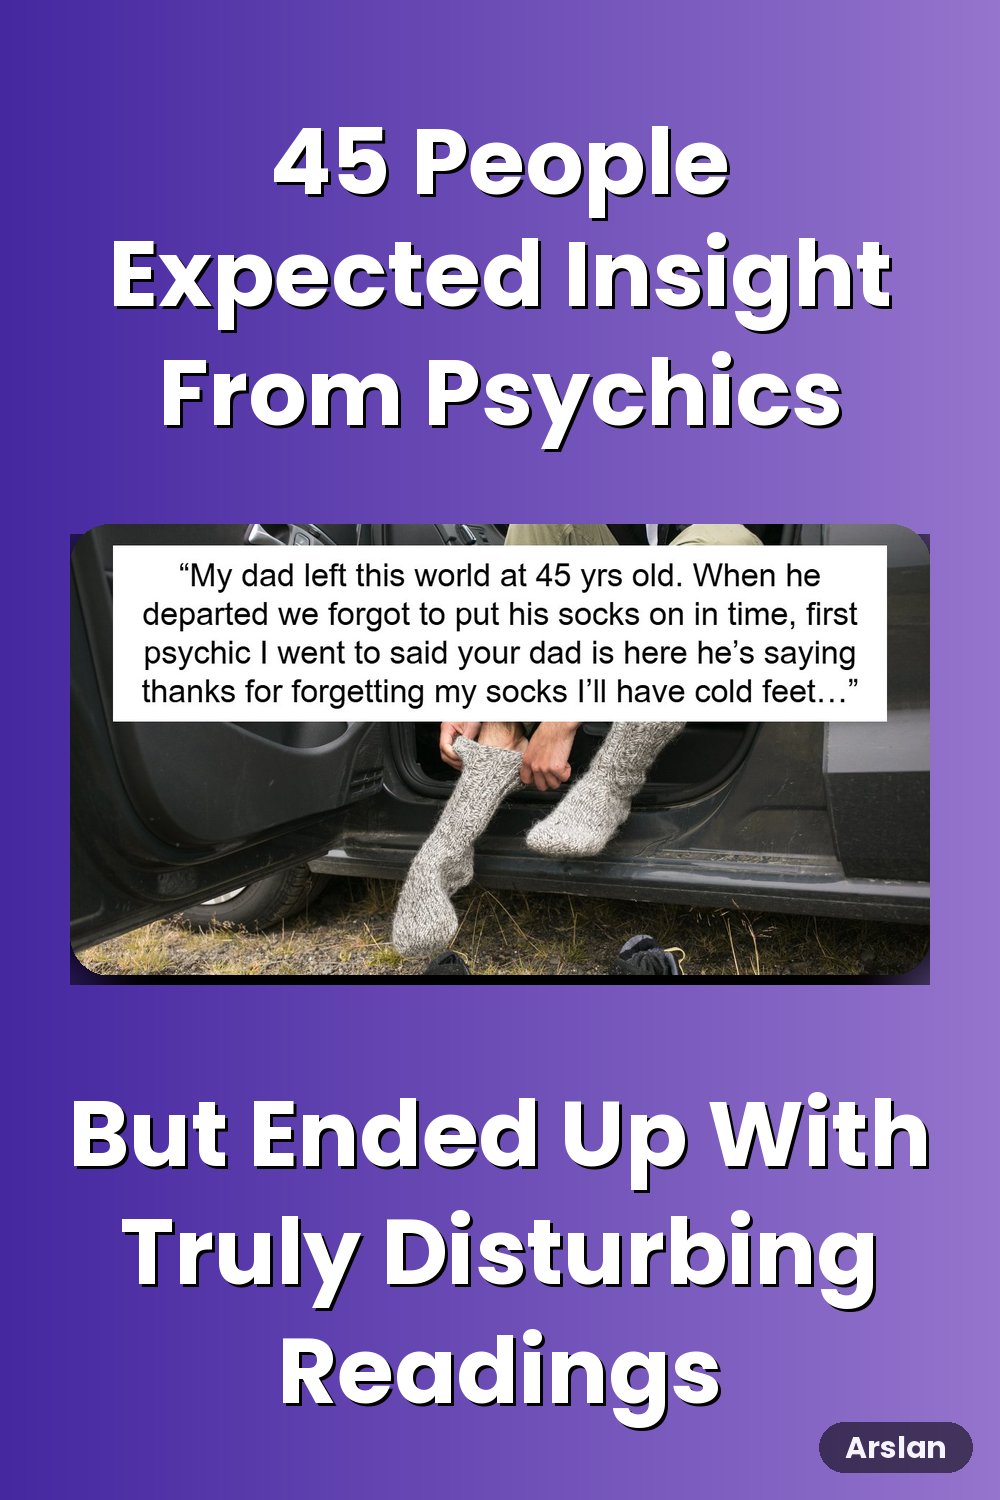 45 People
Expected Insight
From Psychics
“My dad left this world at 45 yrs old. When he
departed we forgot to put his socks on in time, first
psychic I went to said your dad is here he’s saying
thanks for forgetting my socks I’ll have cold feet…”
But Ended Up With
Truly Disturbing
Readings
Arslan